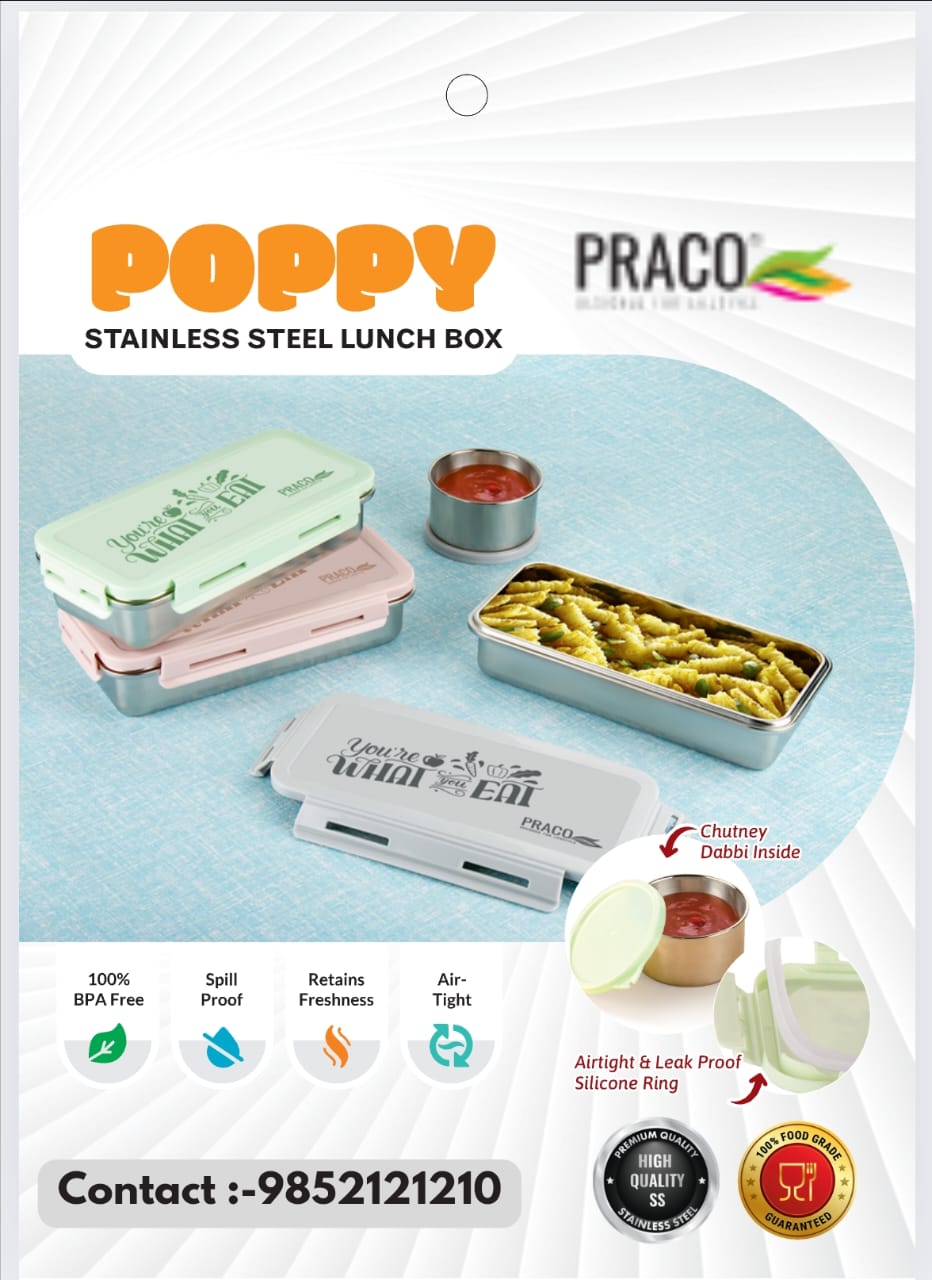 POPPY
STAINLESS STEEL LUNCH BOX
PRACO
You're
WHAT you EAT
PRACO
PRACO
You're
WHAT you EAT
PRACO
Chutney
Dabbi Inside
100%
BPA Free
Spill
Proof
Retains
Freshness
Air-
Tight
Airtight & Leak Proof
Silicone Ring
PREMIUM QUALITY
HIGH
QUALITY
SS
STAINLESS STEEL
100% FOOD GRADE
GUARANTEED
Contact :-9852121210